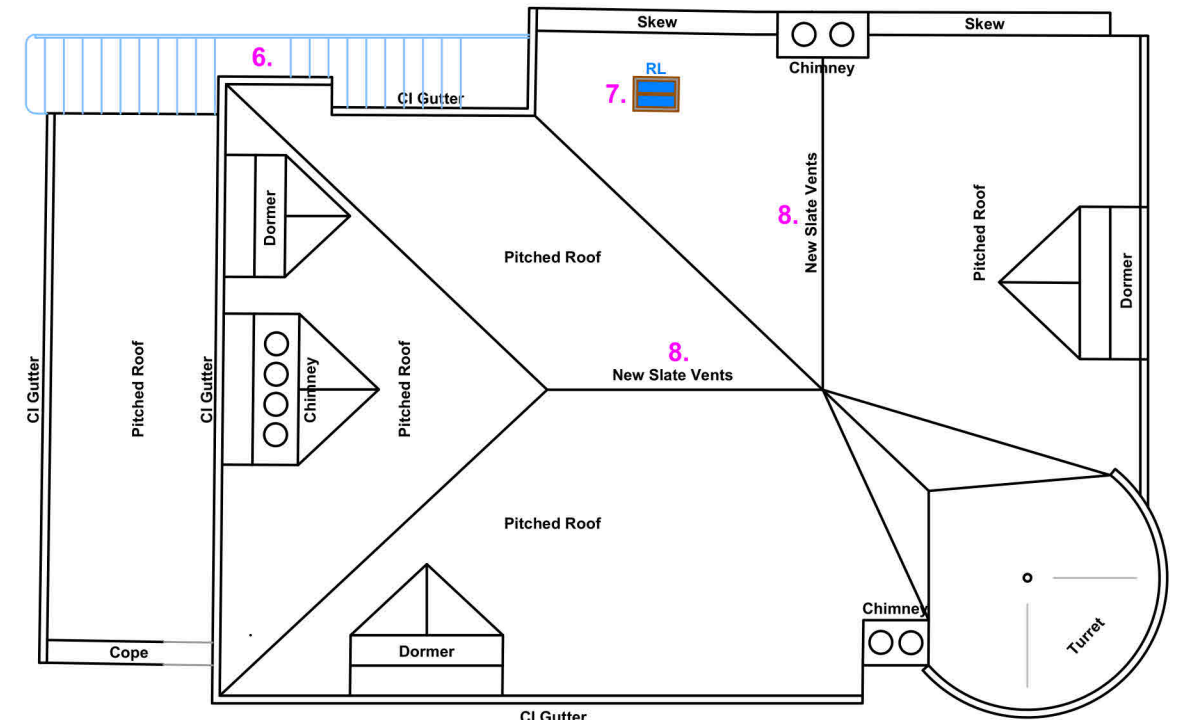 Skew
Skew
6.
Chimney
RL
7.
CI Gutter
Dormer
New Slate Vents
8.
Pitched Roof
Pitched Roof
Dormer
8.
New Slate Vents
CI Gutter
Pitched Roof
CI Gutter
Chimney
Pitched Roof
Pitched Roof
Chimney
Turret
Cope
Dormer
CI Gutter